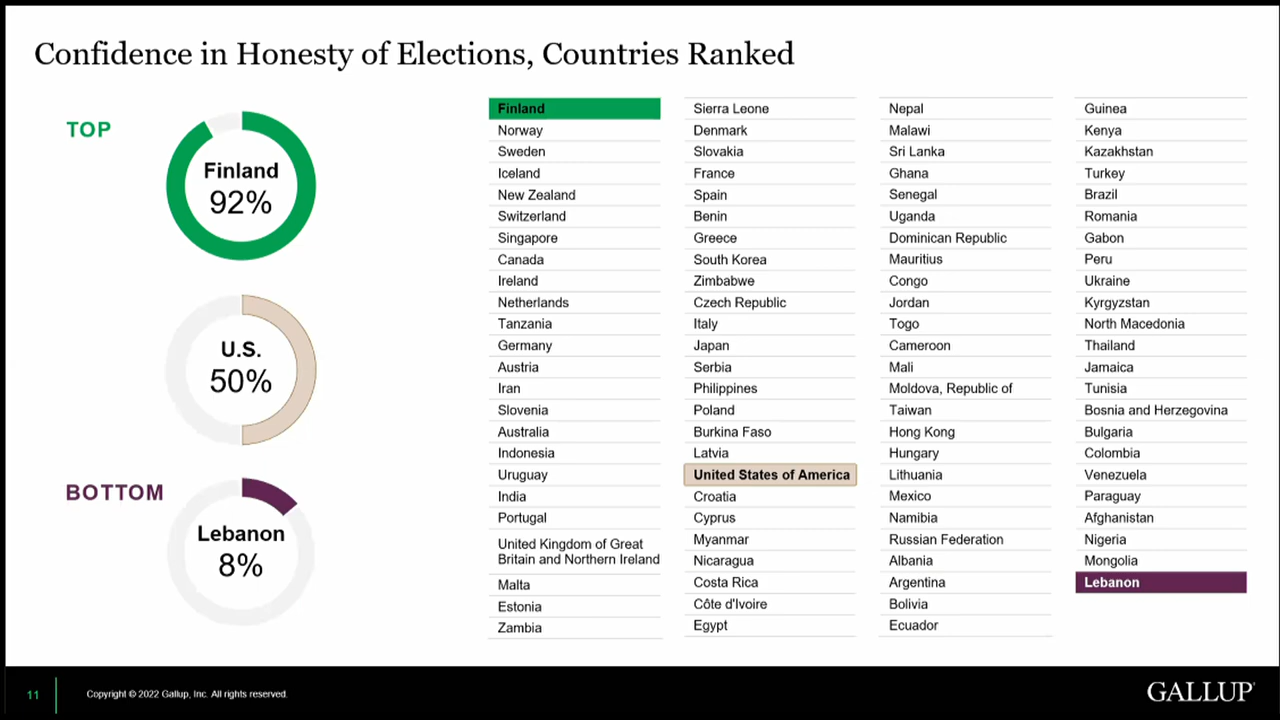 Confidence in Honesty of Elections, Countries Ranked
TOP
Finland
92%
U.S.
50%
BOTTOM
Lebanon
8%
Finland
Norway
Sweden
Iceland
New Zealand
Switzerland
Singapore
Canada
Ireland
Netherlands
Tanzania
Germany
Austria
Iran
Slovenia
Australia
Indonesia
Uruguay
India
Portugal
United Kingdom of Great
Britain and Northern Ireland
Malta
Estonia
Zambia
Sierra Leone
Denmark
Slovakia
France
Spain
Benin
Greece
South Korea
Zimbabwe
Czech Republic
Italy
Japan
Serbia
Philippines
Poland
Burkina Faso
Latvia
United States of America
Croatia
Cyprus
Myanmar
Nicaragua
Costa Rica
Côte d'Ivoire
Egypt
Nepal
Malawi
Sri Lanka
Ghana
Senegal
Uganda
Dominican Republic
Mauritius
Congo
Jordan
Togo
Cameroon
Mali
Moldova, Republic of
Taiwan
Hong Kong
Hungary
Lithuania
Mexico
Namibia
Russian Federation
Albania
Argentina
Bolivia
Ecuador
Guinea
Kenya
Kazakhstan
Turkey
Brazil
Romania
Gabon
Peru
Ukraine
Kyrgyzstan
North Macedonia
Thailand
Jamaica
Tunisia
Bosnia and Herzegovina
Bulgaria
Colombia
Venezuela
Paraguay
Afghanistan
Nigeria
Mongolia
Lebanon
11
Copyright © 2022 Gallup, Inc. All rights reserved.
GALLUP